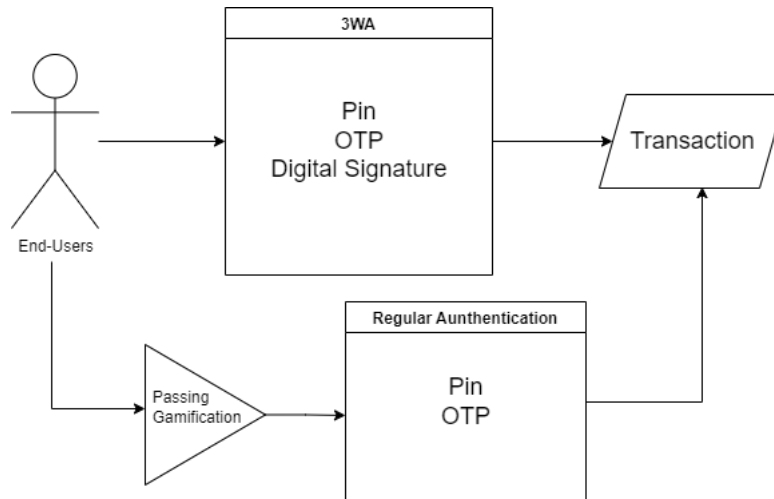 3WA
Pin
OTP
Digital Signature
Transaction
End-Users
Regular Aunthentication
Passing
Gamification
Pin
OTP